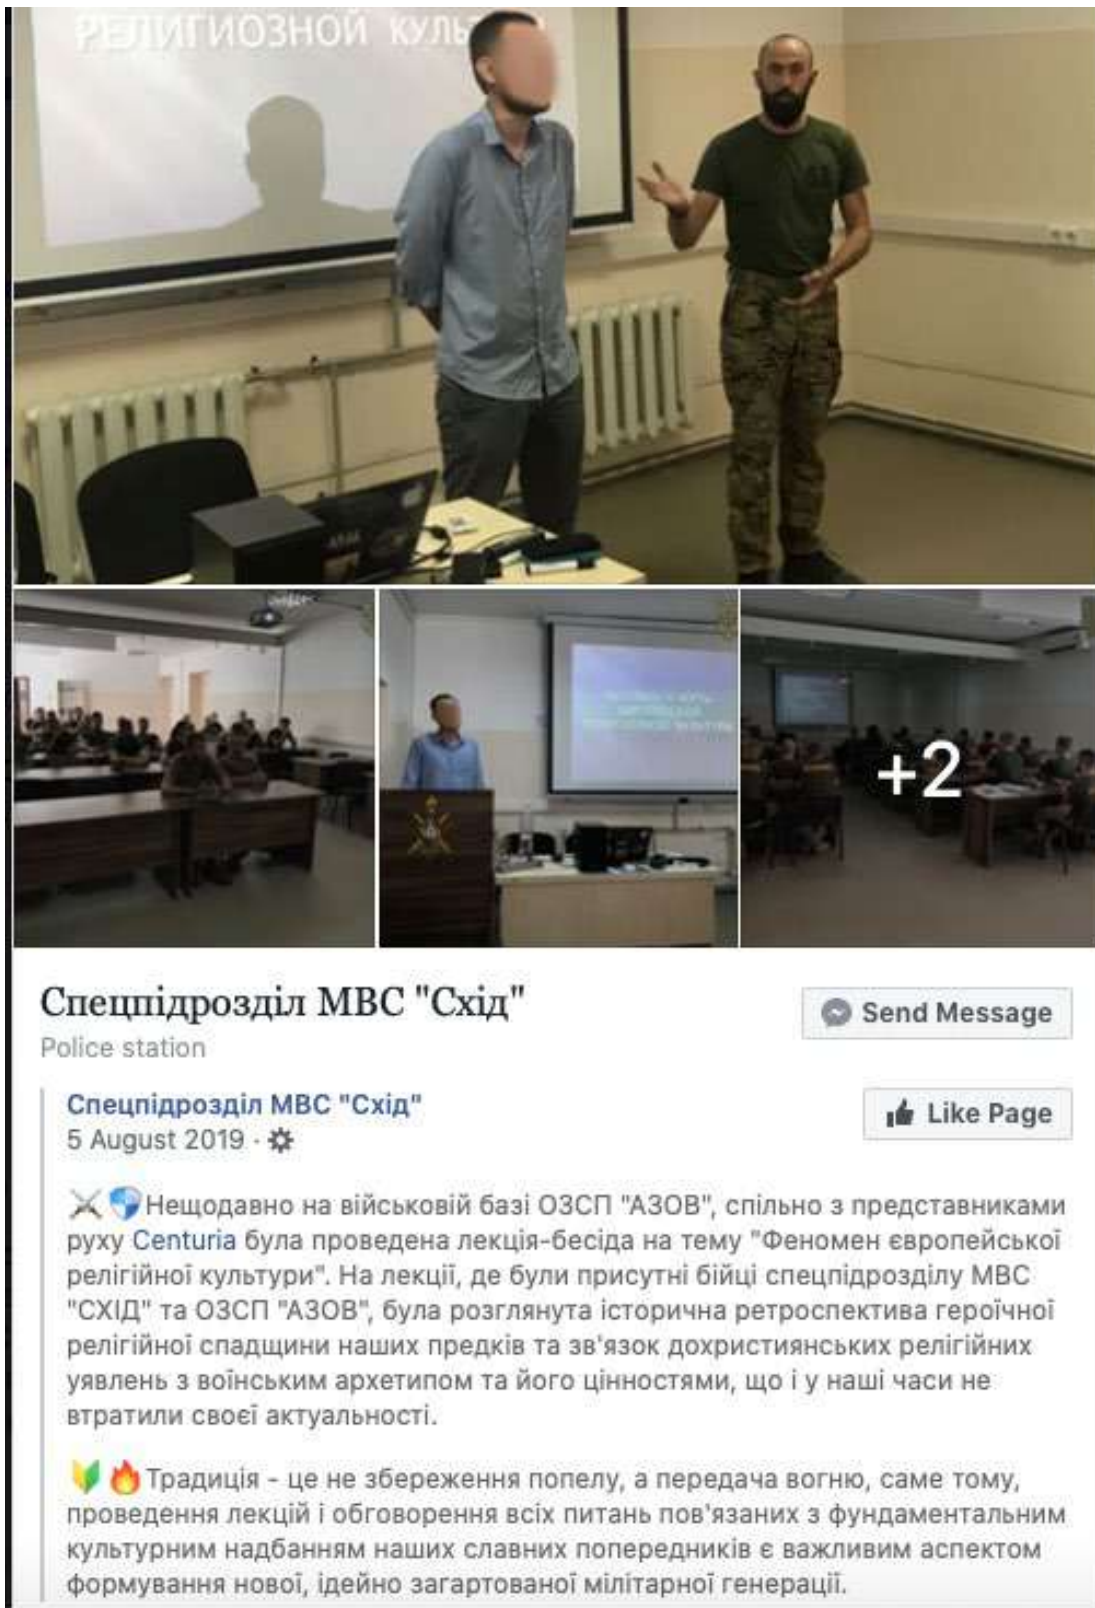 РЕЛИГИОЗНОЙ
+2
Спецпідрозділ МВС "Схід"
Send Message
Police station
Спецпідрозділ МВС "Схід"
Like Page
5 August 2019 ·
Нещодавно на військовій базі ОЗСП "АЗОВ", спільно з представниками
руху Centuria була проведена лекція-бесіда на тему "Феномен європейської
релігійної культури". На лекції, де були присутні бійці спецпідрозділу МВС
"СХІД" та ОЗСП "АЗОВ", була розглянута історична ретроспектива героїчної
релігійної спадщини наших предків та зв'язок дохристиянських релігійних
уявлень з воїнським архетипом та його цінностями, що і у наші часи не
втратили своєї актуальності.
Традиція - це не збереження попелу, а передача вогню, саме тому,
проведення лекцій і обговорення всіх питань пов'язаних з фундаментальним
культурним надбанням наших славних попередників є важливим аспектом
формування нової, ідейно загартованої мілітарної генерації.